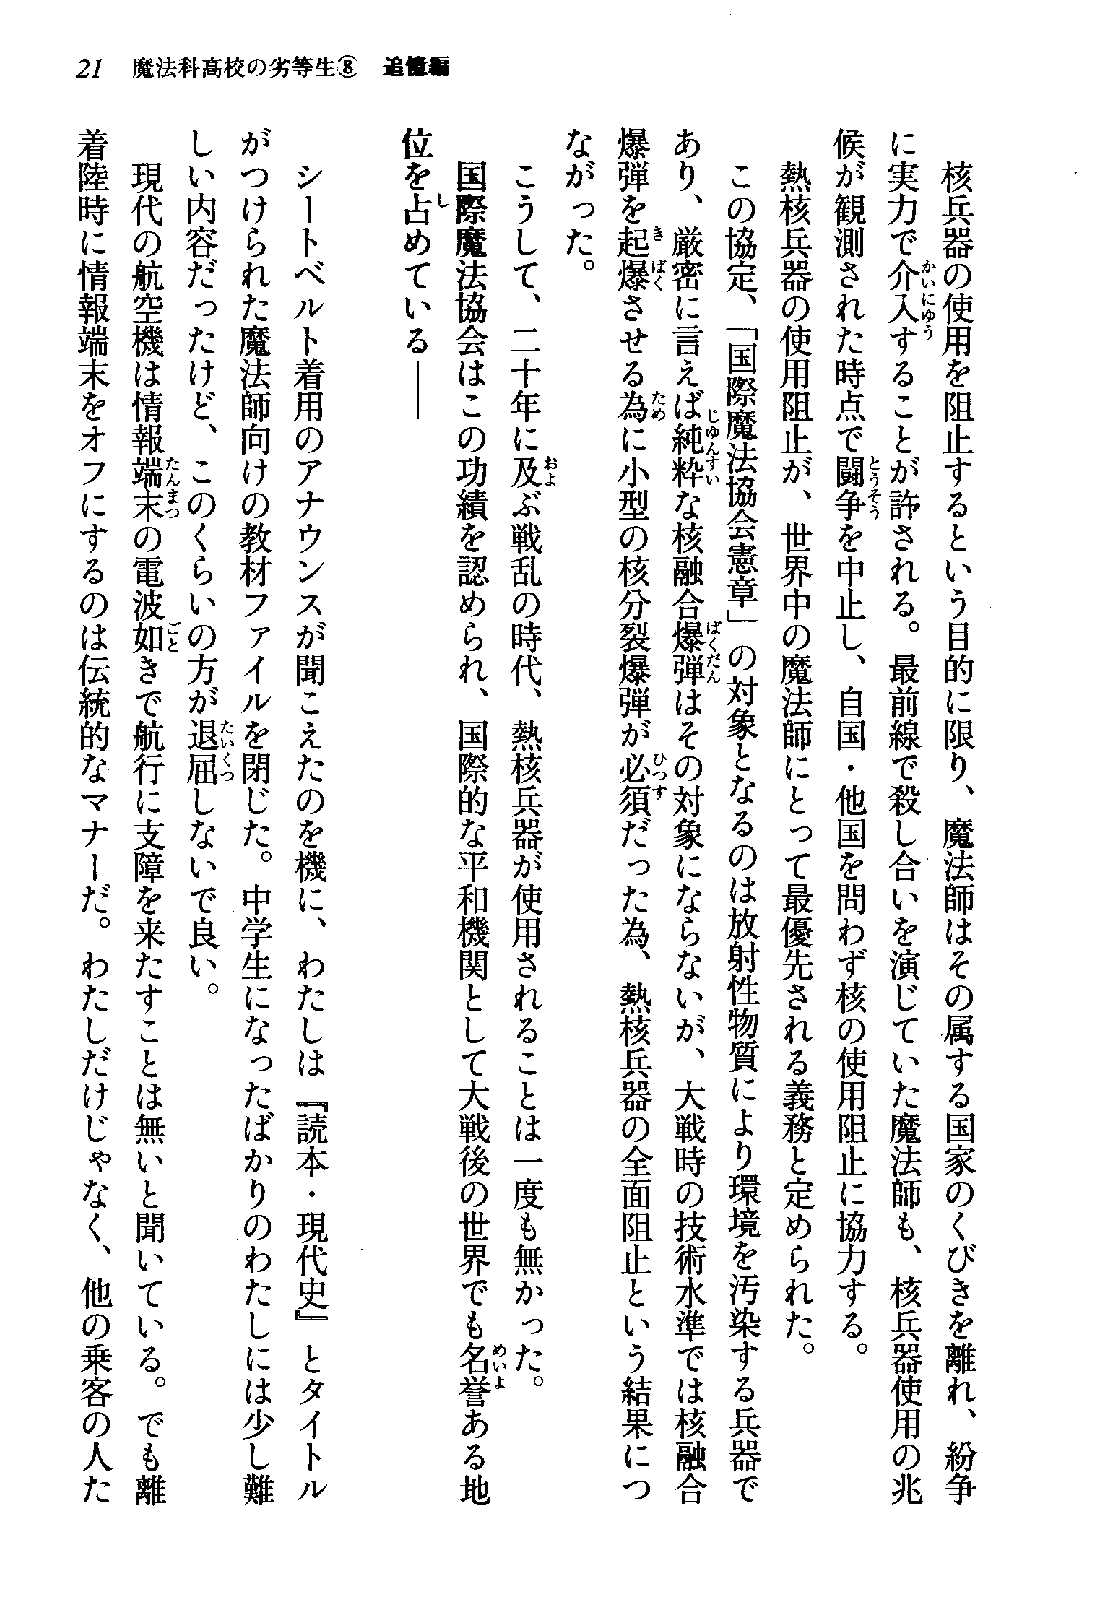 21　魔法科高校の劣等生⑧　追憶編
　核兵器の使用を阻止するという目的に限り、魔法師はその属する国家のくびきを離れ、紛争
に実力で介入することが許される。最前線で殺し合いを演じていた魔法師も、核兵器使用の兆
候が観測された時点で闘争を中止し、自国・他国を問わず核の使用阻止に協力する。
　熱核兵器の使用阻止が、世界中の魔法師にとって最優先される義務と定められた。
　この協定、「国際魔法協会憲章」の対象となるのは放射性物質により環境を汚染する兵器で
あり、厳密に言えば純粋な核融合爆弾はその対象にならないが、大戦時の技術水準では核融合
爆弾を起爆させる為に小型の核分裂爆弾が必須だった為、熱核兵器の全面阻止という結果につ
ながった。
　こうして、二十年に及ぶ戦乱の時代、熱核兵器が使用されることは一度も無かった。
　国際魔法協会はこの功績を認められ、国際的な平和機関として大戦後の世界でも名誉ある地
位を占めている――
　シートベルト着用のアナウンスが聞こえたのを機に、わたしは『読本・現代史』とタイトル
がつけられた魔法師向けの教材ファイルを閉じた。中学生になったばかりのわたしには少し難
しい内容だったけど、このくらいの方が退屈しないで良い。
　現代の航空機は情報端末の電波如きで航行に支障を来たすことは無いと聞いている。でも離
着陸時に情報端末をオフにするのは伝統的なマナーだ。わたしだけじゃなく、他の乗客の人た